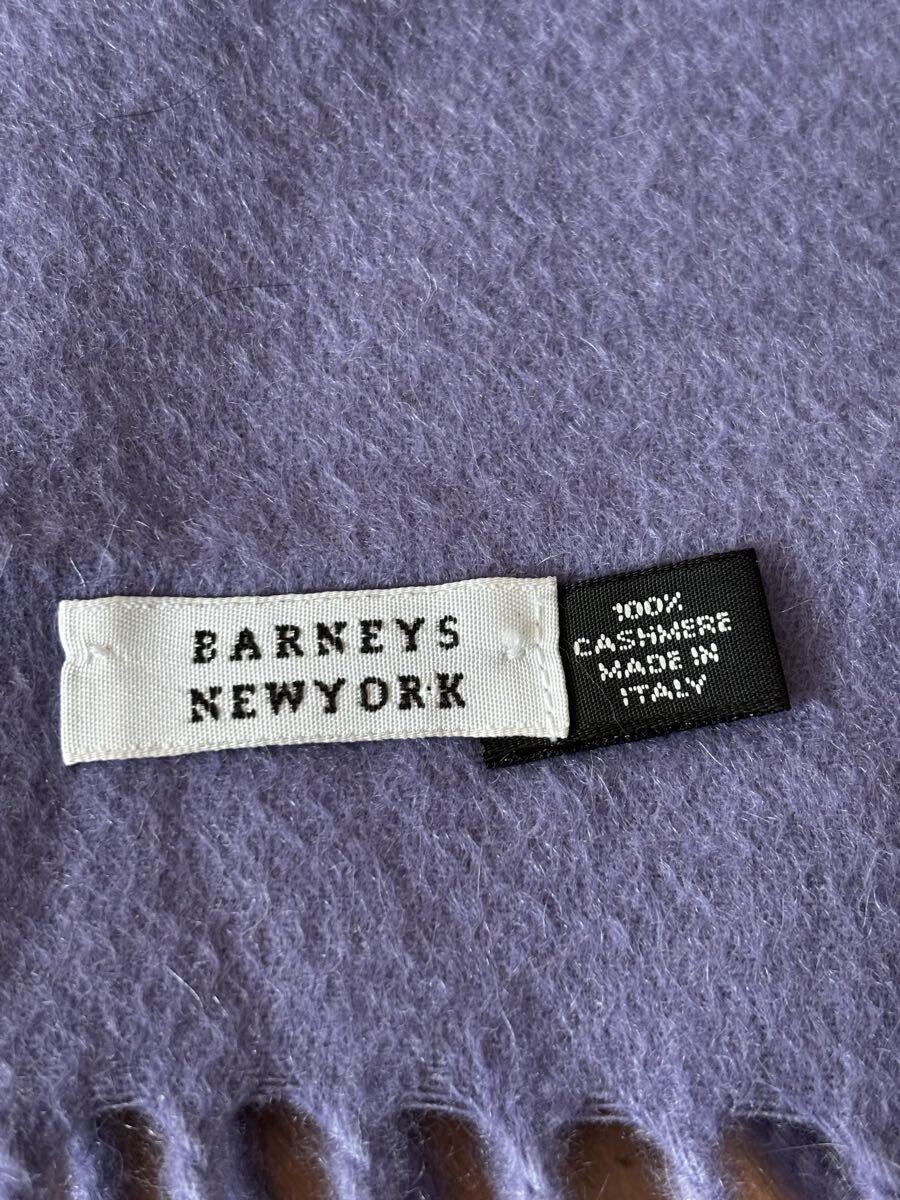 BARNEYS
NEWYORK
100%
CASHMERE
MADE IN
ITALY